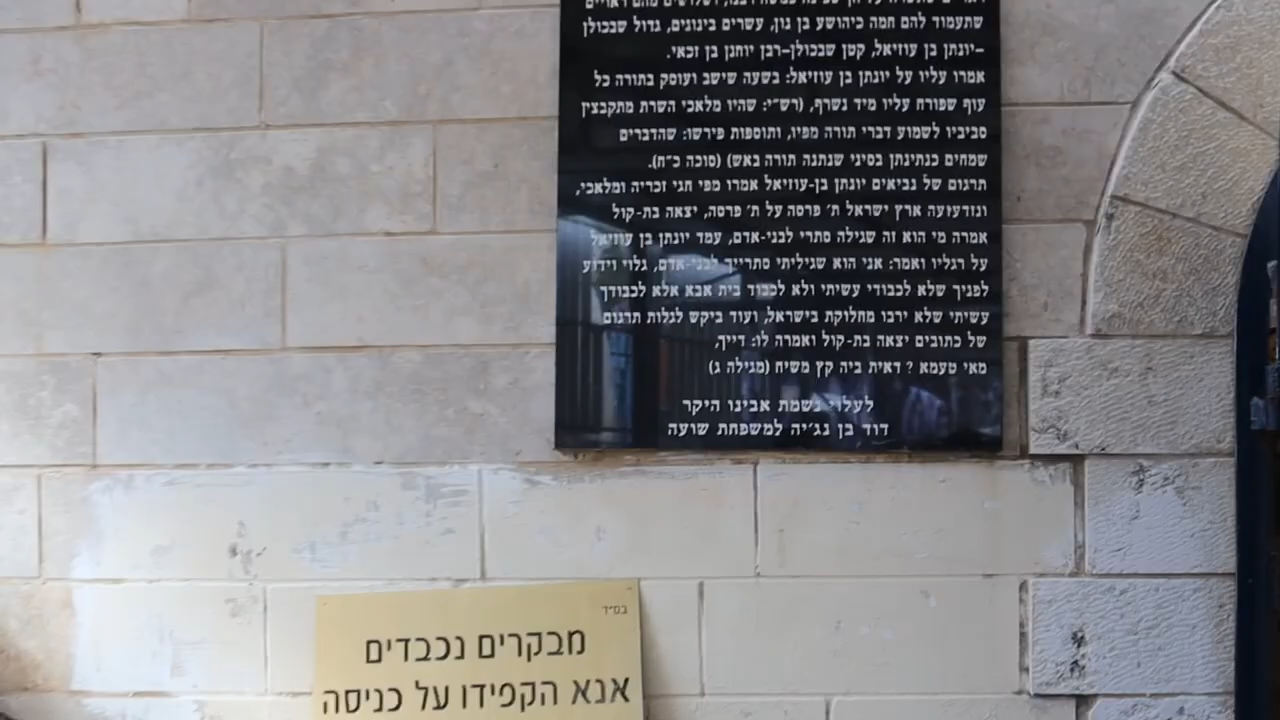 שתעמוד להם חמה כיהושע בן נון, עשרים בינונים, גדול שבכולן
–יונתן בן עוזיאל, קטן שבכולן–רבן יוחנן בן זכאי.
אמרו עליו על יונתן בן עוזיאל: בשעה שישב ועוסק בתורה כל
עוף שפורח עליו מיד נשרף, (רש״י: שהיו מלאכי השרת מתקבצין
סביביו לשמוע דברי תורה מפיו, ותוספות פירשו: שהדברים
שמחים כנתינתן בסיני שנתנה תורה באש) (סוכה כ״ח).
תרגום של נביאים יונתן בן-עוזיאל אמרו מפי חגי זכריה ומלאכי,
ונזדעזעה ארץ ישראל ת׳ פרסה על ת׳ פרסה, יצאה בת-קול
אמרה מי הוא זה שגילה סתרי לבני-אדם, עמד יונתן בן עוזיאל
על רגליו ואמר: אני הוא שגיליתי סתרייך לבני-אדם, גלוי וידוע
לפניך שלא לכבודי עשיתי ולא לכבוד בית אבא אלא לכבודך
עשיתי שלא ירבו מחלוקת בישראל, ועוד ביקש לגלות תרגום
של כתובים יצאה בת-קול ואמרה לו: דייך,
מאי טעמא ? דאית ביה קץ משיח (מגילה ג)
לעלוי נשמת אבינו היקר
דוד בן נג׳יה למשפחת שועה
בס״ד
מבקרים נכבדים
אנא הקפידו על כניסה